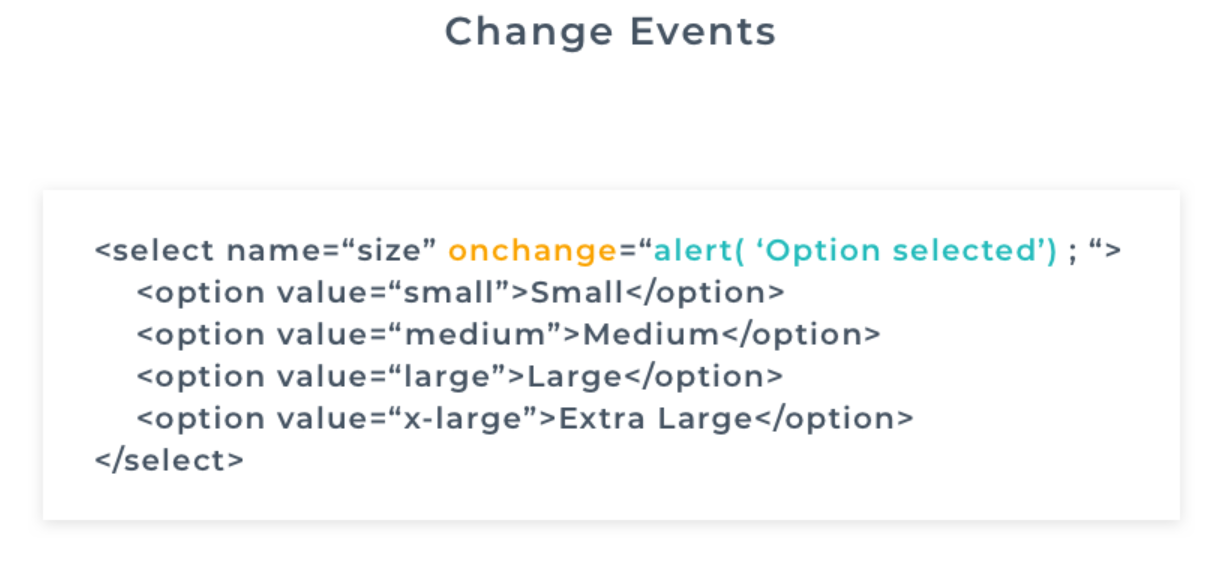 Change Events
<select name=“size” onchange=“alert( ‘Option selected’) ; “>
<option value=“small”>Small</option>
<option value=“medium”>Medium</option>
<option value=“large”>Large</option>
<option value=“x-large”>Extra Large</option>
</select>